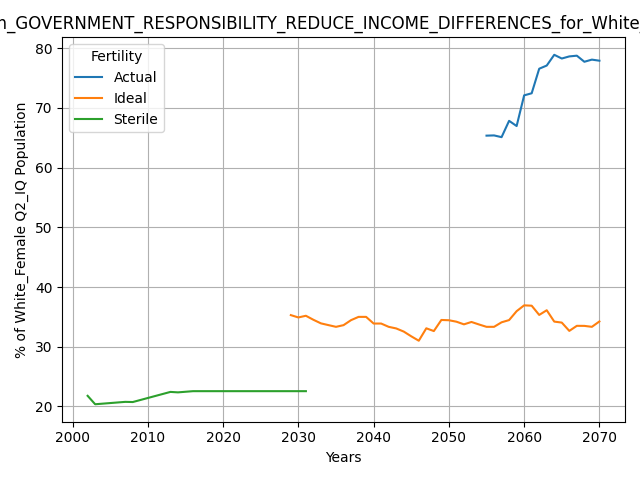 n_GOVERNMENT_RESPONSIBILITY_REDUCE_INCOME_DIFFERENCES_for_White_
Fertility
Actual
Ideal
Sterile
% of White_Female Q2_IQ Population
80
70
60
50
40
30
20
2000 2010 2020 2030 2040 2050 2060 2070
Years